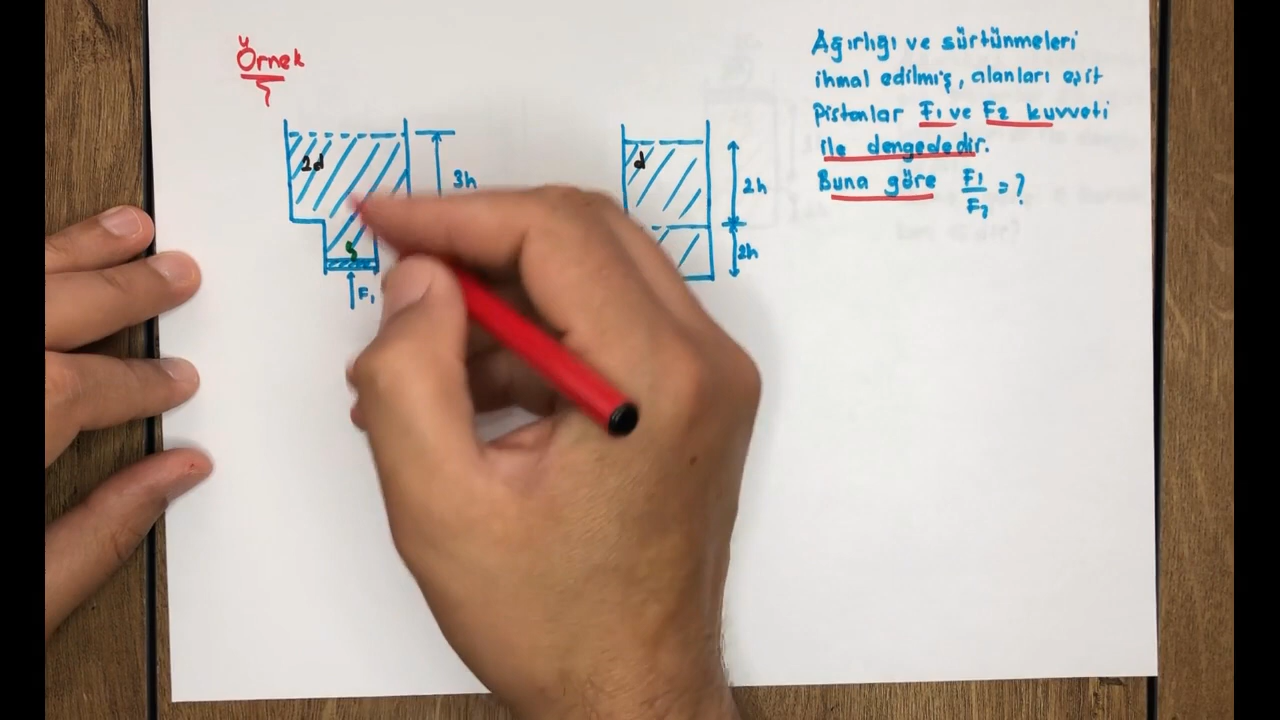 Örnek
2d
3h
S
F1
d
2h
2h
Ağırlığı ve sürtünmeleri
ihmal edilmiş, alanları eşit
Pistonlar F1 ve F2 kuvveti
ile dengededir.
Buna göre F1/F2 = ?